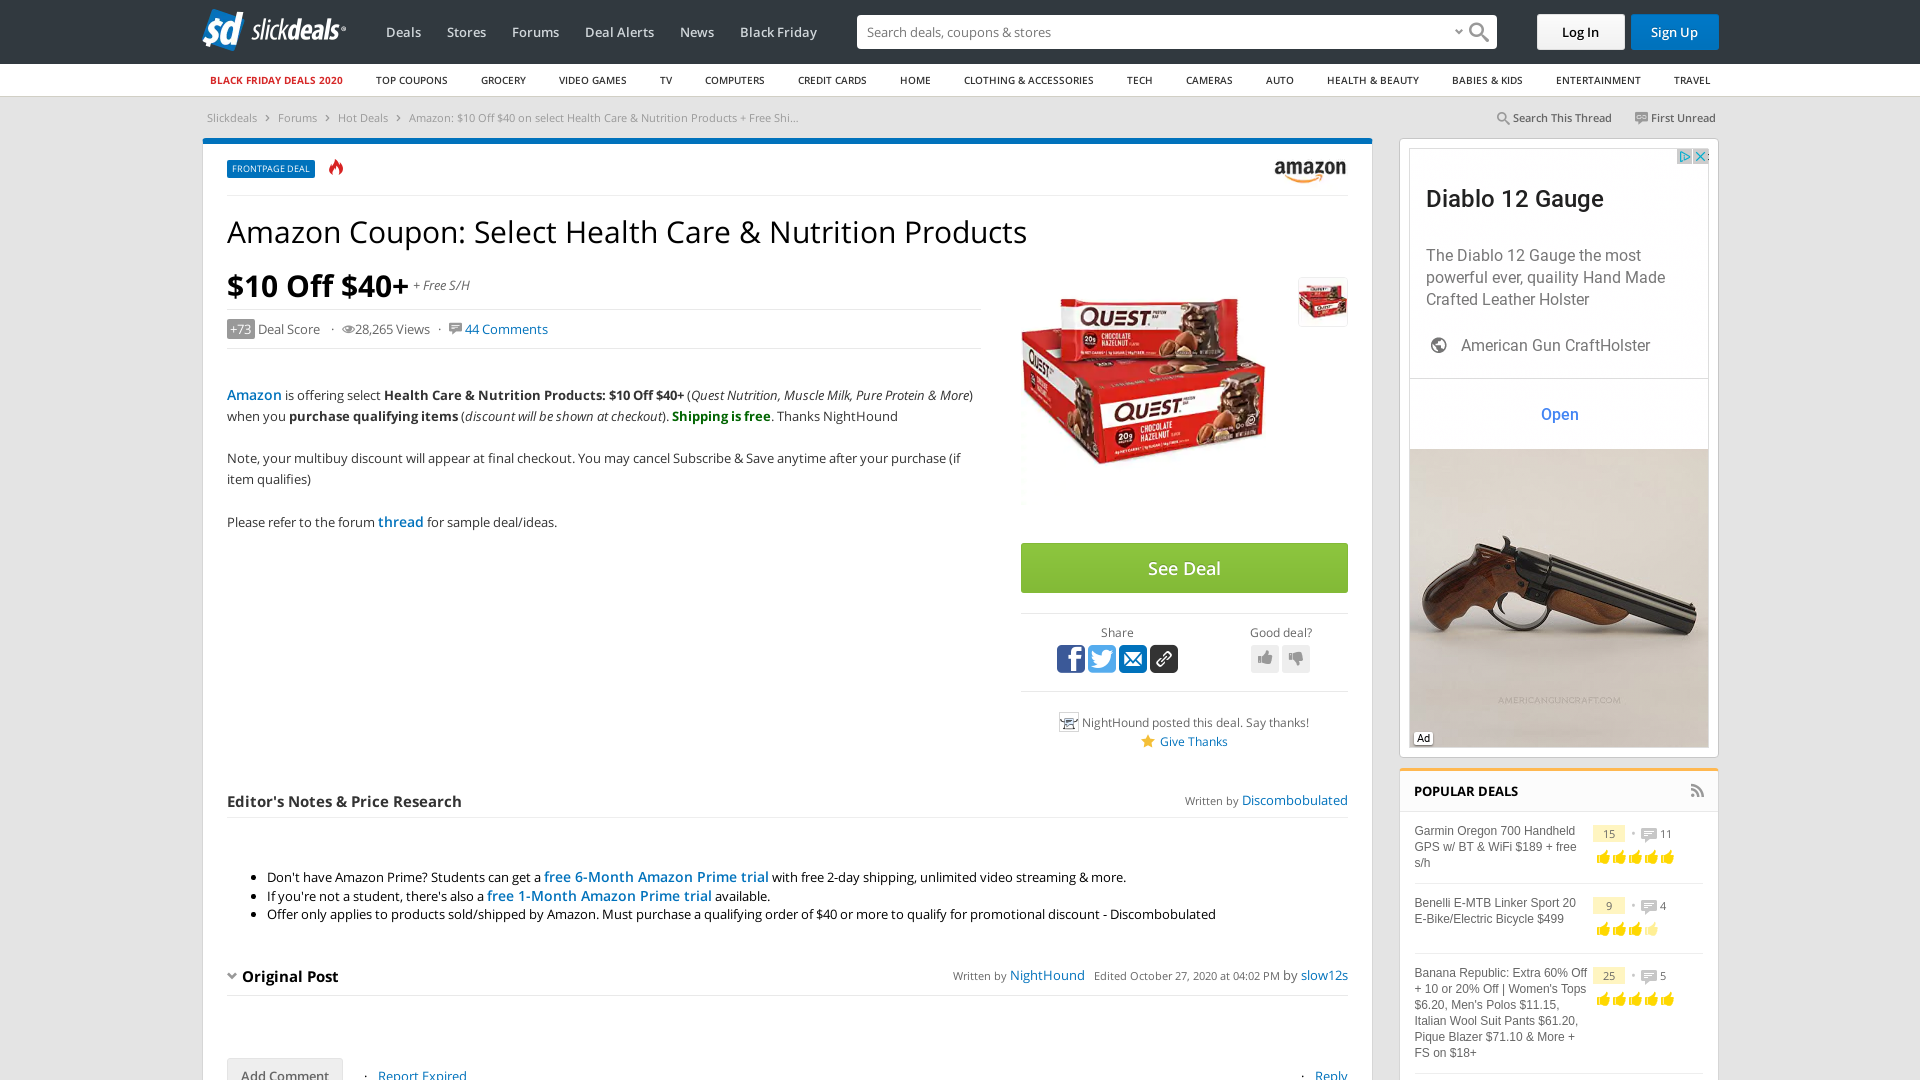 sd slickdeals
Deals
Stores
Forums
Deal Alerts
News
Black Friday
Search deals, coupons & stores
Log In
Sign Up
BLACK FRIDAY DEALS 2020
TOP COUPONS
GROCERY
VIDEO GAMES
TV
COMPUTERS
CREDIT CARDS
HOME
CLOTHING & ACCESSORIES
TECH
CAMERAS
AUTO
HEALTH & BEAUTY
BABIES & KIDS
ENTERTAINMENT
TRAVEL
Slickdeals › Forums › Hot Deals › Amazon: $10 Off $40 on select Health Care & Nutrition Products + Free Shi...
Search This Thread
First Unread
FRONTPAGE DEAL
amazon
Amazon Coupon: Select Health Care & Nutrition Products
$10 Off $40+ + Free S/H
+73 Deal Score · 28,265 Views · 44 Comments
Amazon is offering select Health Care & Nutrition Products: $10 Off $40+ (Quest Nutrition, Muscle Milk, Pure Protein & More)
when you purchase qualifying items (discount will be shown at checkout). Shipping is free. Thanks NightHound
Note, your multibuy discount will appear at final checkout. You may cancel Subscribe & Save anytime after your purchase (if
item qualifies)
Please refer to the forum thread for sample deal/ideas.
QUEST
CHOCOLATE
HAZELNUT
20g
QUEST
CHOCOLATE
HAZELNUT
20g
See Deal
Share
Good deal?
NightHound posted this deal. Say thanks!
Give Thanks
Editor's Notes & Price Research
Written by Discombobulated
Don't have Amazon Prime? Students can get a free 6-Month Amazon Prime trial with free 2-day shipping, unlimited video streaming & more.
If you're not a student, there's also a free 1-Month Amazon Prime trial available.
Offer only applies to products sold/shipped by Amazon. Must purchase a qualifying order of $40 or more to qualify for promotional discount - Discombobulated
Original Post
Written by NightHound Edited October 27, 2020 at 04:02 PM by slow12s
Add Comment
· Report Expired
· Reply
Diablo 12 Gauge
The Diablo 12 Gauge the most
powerful ever, quaility Hand Made
Crafted Leather Holster
American Gun CraftHolster
Open
AMERICANGUNCRAFT.COM
Ad
POPULAR DEALS
Garmin Oregon 700 Handheld
GPS w/ BT & WiFi $189 + free
s/h
15 • 11
Benelli E-MTB Linker Sport 20
E-Bike/Electric Bicycle $499
9 • 4
Banana Republic: Extra 60% Off
+ 10 or 20% Off | Women's Tops
$6.20, Men's Polos $11.15,
Italian Wool Suit Pants $61.20,
Pique Blazer $71.10 & More +
FS on $18+
25 • 5